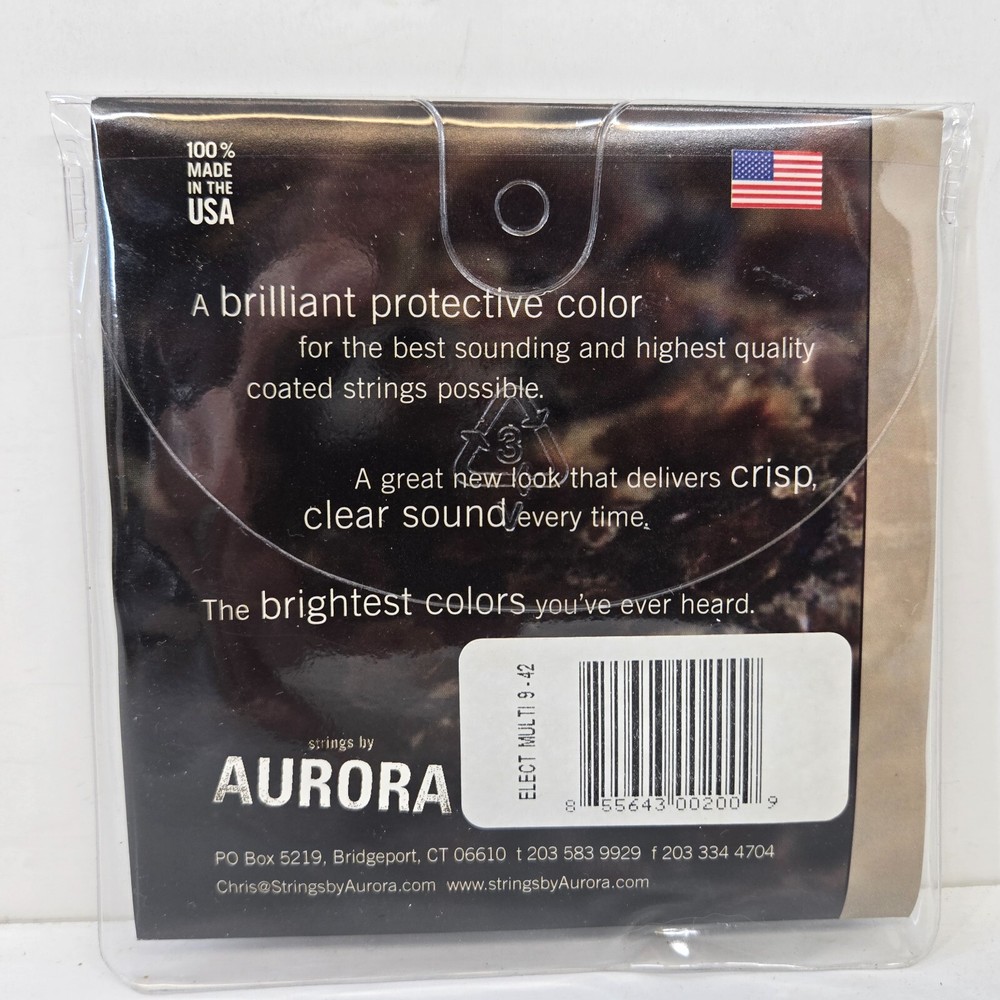 100%
MADE
IN THE
USA
A brilliant protective color
for the best sounding and highest quality
coated strings possible.
3
V
A great new look that delivers crisp,
clear sound every time.
The brightest colors you've ever heard.
ELECT MULTI 9 - 42
8 55643 00200 9
strings by
AURORA
PO Box 5219, Bridgeport, CT 06610 t 203 583 9929 f 203 334 4704
Chris@StringsbyAurora.com www.stringsbyAurora.com